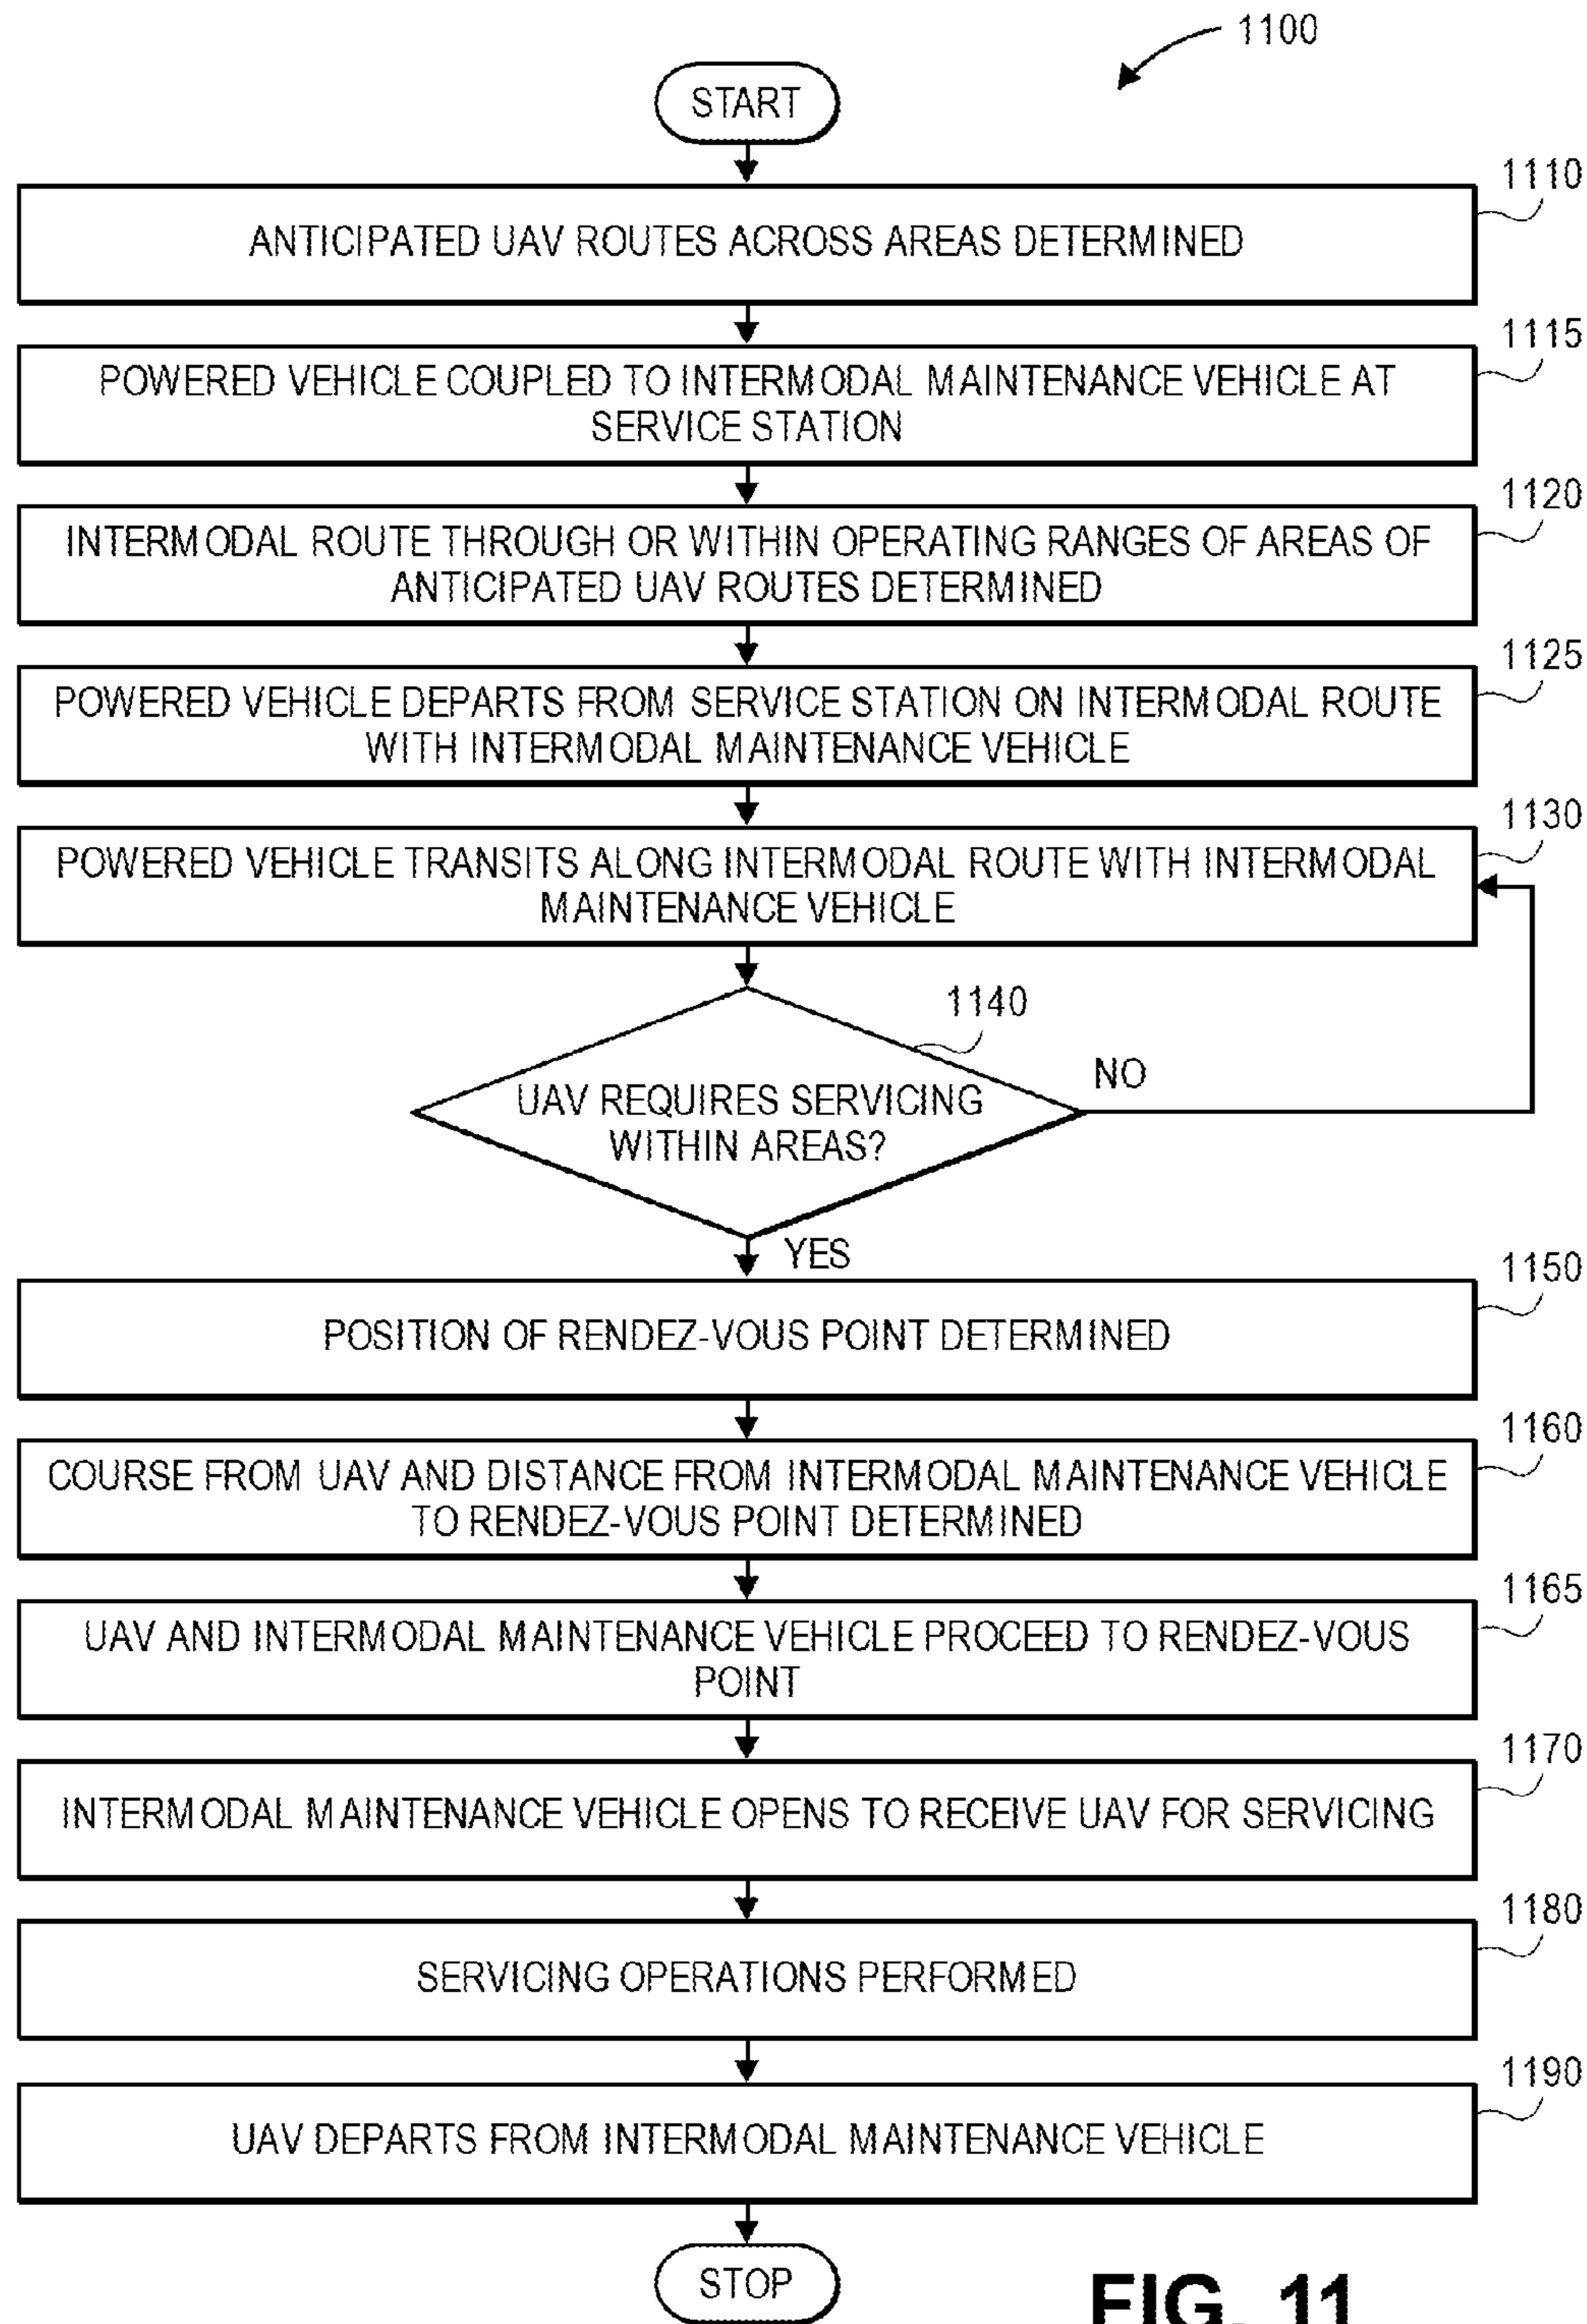 1100
START
1110
ANTICIPATED UAV ROUTES ACROSS AREAS DETERMINED
1115
POWERED VEHICLE COUPLED TO INTERMODAL MAINTENANCE VEHICLE AT
SERVICE STATION
1120
INTERMODAL ROUTE THROUGH OR WITHIN OPERATING RANGES OF AREAS OF
ANTICIPATED UAV ROUTES DETERMINED
1125
POWERED VEHICLE DEPARTS FROM SERVICE STATION ON INTERMODAL ROUTE
WITH INTERMODAL MAINTENANCE VEHICLE
1130
POWERED VEHICLE TRANSITS ALONG INTERMODAL ROUTE WITH INTERMODAL
MAINTENANCE VEHICLE
1140
NO
UAV REQUIRES SERVICING
WITHIN AREAS?
YES
1150
POSITION OF RENDEZ-VOUS POINT DETERMINED
1160
COURSE FROM UAV AND DISTANCE FROM INTERMODAL MAINTENANCE VEHICLE
TO RENDEZ-VOUS POINT DETERMINED
1165
UAV AND INTERMODAL MAINTENANCE VEHICLE PROCEED TO RENDEZ-VOUS
POINT
1170
INTERMODAL MAINTENANCE VEHICLE OPENS TO RECEIVE UAV FOR SERVICING
1180
SERVICING OPERATIONS PERFORMED
1190
UAV DEPARTS FROM INTERMODAL MAINTENANCE VEHICLE
STOP
FIG. 11